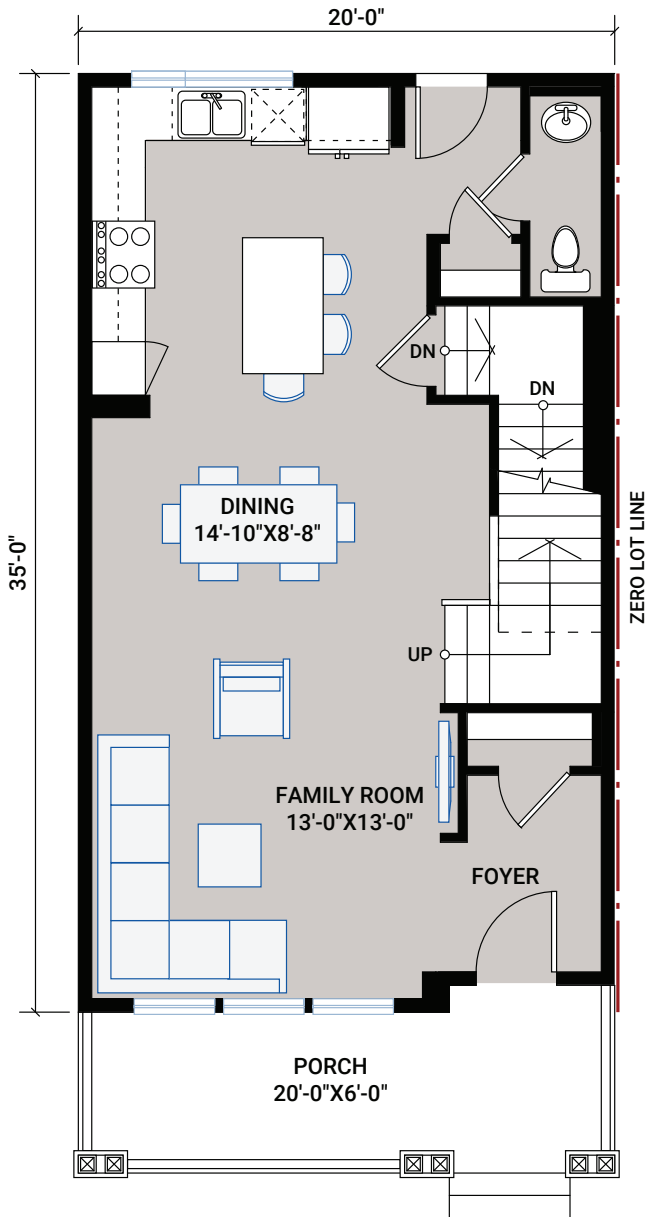 20'-0"
35'-0"
DN
DN
DINING
14'-10"X8'-8"
ZERO LOT LINE
UP
FAMILY ROOM
13'-0"X13'-0"
FOYER
PORCH
20'-0"X6'-0"